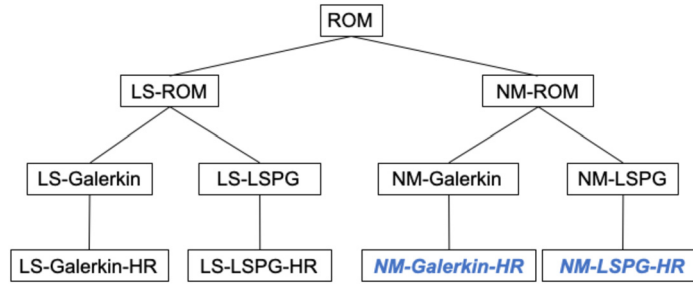 ROM
LS-ROM
NM-ROM
LS-Galerkin
LS-LSPG
NM-Galerkin
NM-LSPG
LS-Galerkin-HR
LS-LSPG-HR
NM-Galerkin-HR
NM-LSPG-HR